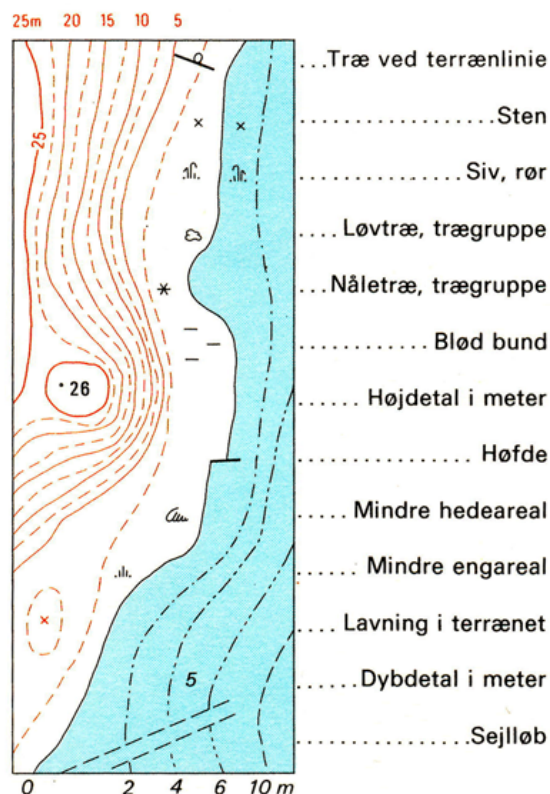 25m 20 15 10 5
Træ ved terrænlinie
Sten
25
Siv, rør
Løvtræ, trægruppe
Nåletræ, trægruppe
Blød bund
26
Højdetal i meter
Høfde
Mindre hedeareal
Mindre engareal
Lavning i terrænet
5
Dybdetal i meter
Sejlløb
0 2 4 6 10 m